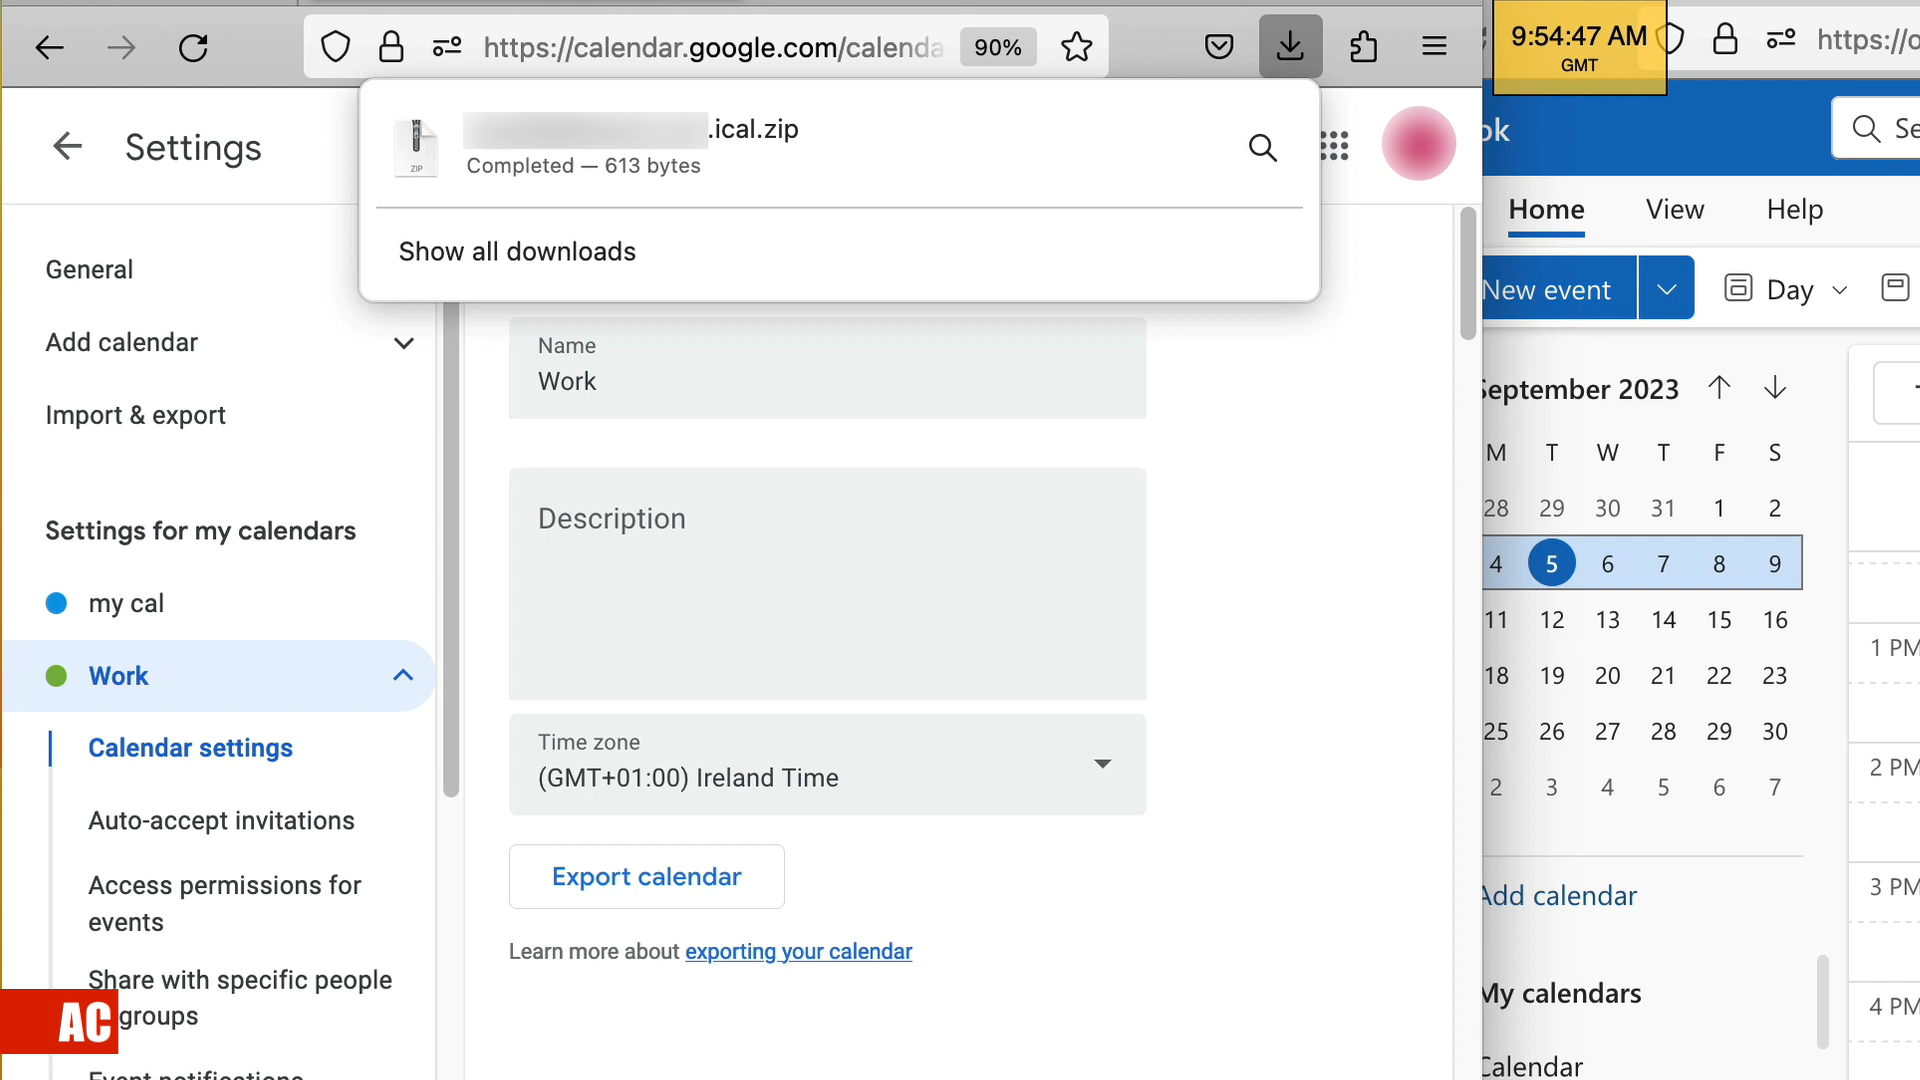 https://calendar.google.com/calenda
90%
9:54:47 AM
GMT
https://o
.ical.zip
ZIP
Completed — 613 bytes
Show all downloads
Settings
General
Add calendar
Import & export
Settings for my calendars
my cal
Work
Calendar settings
Auto-accept invitations
Access permissions for
events
Share with specific people
groups
Event notifications
AC
Name
Work
Description
Time zone
(GMT+01:00) Ireland Time
Export calendar
Learn more about exporting your calendar
ok
Se
Home View Help
New event
Day
September 2023
M T W T F S
28 29 30 31 1 2
4 5 6 7 8 9
11 12 13 14 15 16
18 19 20 21 22 23
25 26 27 28 29 30
2 3 4 5 6 7
Add calendar
My calendars
Calendar
1 PM
2 PM
3 PM
4 PM